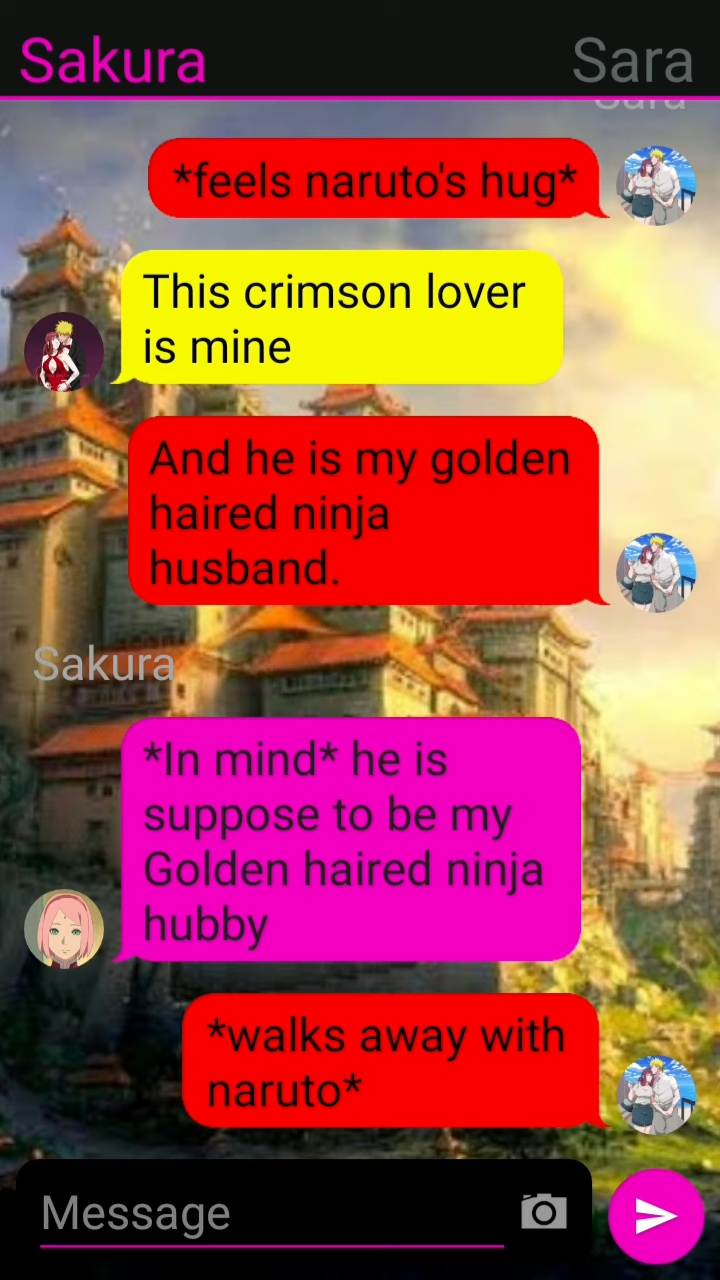 Sakura
Sara
Sara
*feels naruto's hug*
This crimson lover
is mine
And he is my golden
haired ninja
husband.
Sakura
*In mind* he is
suppose to be my
Golden haired ninja
hubby
*walks away with
naruto*
Message